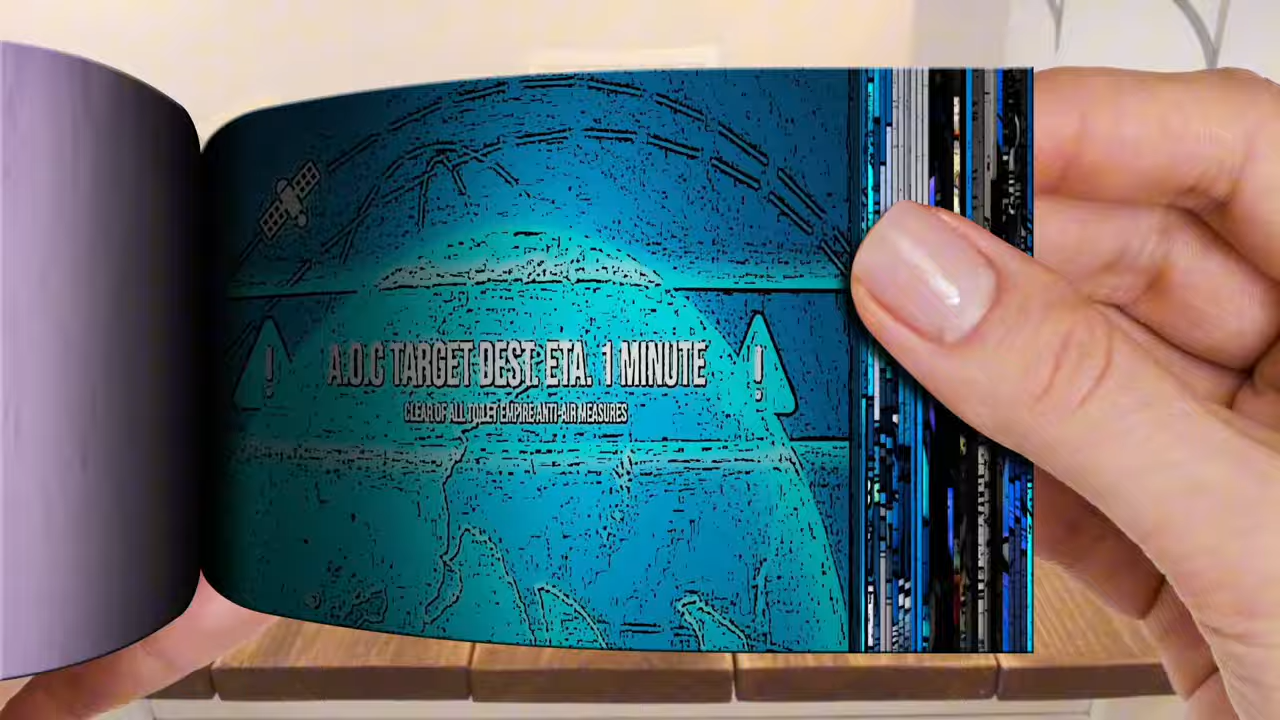 A.O.C TARGET DEST. ETA. 1 MINUTE
CLEAR OF ALL TOILET EMPIRE ANTI-AIR MEASURES